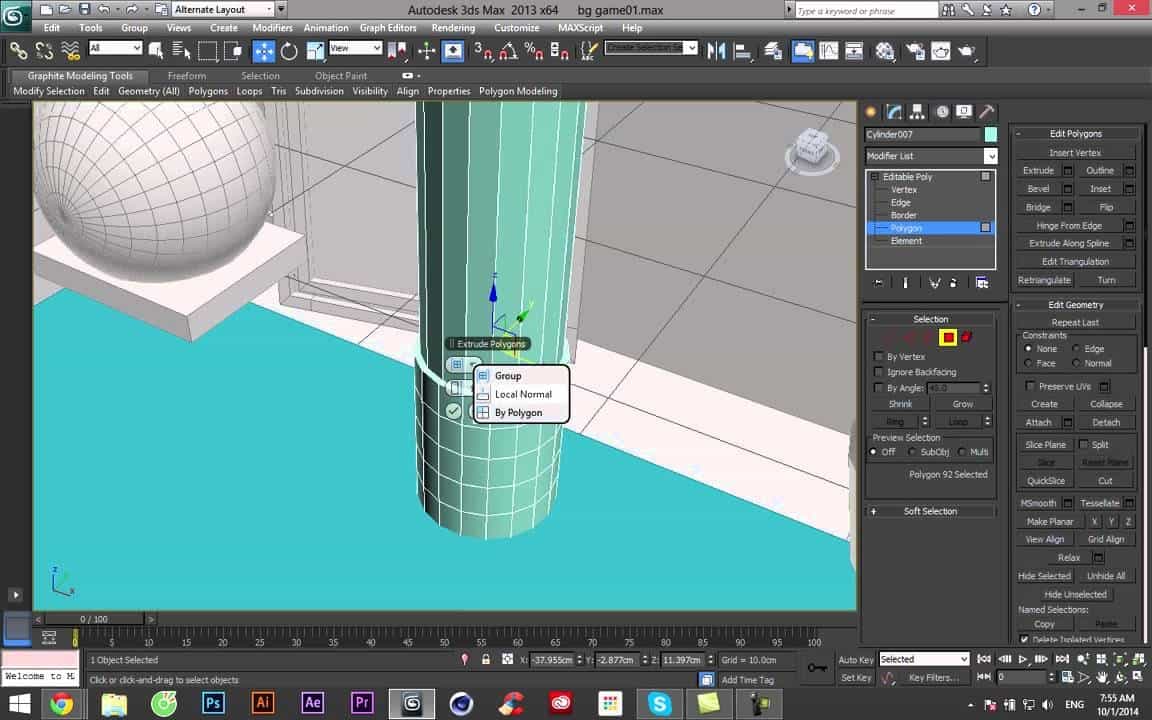 Alternate Layout
Autodesk 3ds Max 2013 x64 bg game01.max
Type a keyword or phrase
Edit Tools Group Views Create Modifiers Animation Graph Editors Rendering Customize MAXScript Help
All
View
Create Selection Se
Graphite Modeling Tools Freeform Selection Object Paint
Modify Selection Edit Geometry (All) Polygons Loops Tris Subdivision Visibility Align Properties Polygon Modeling
Cylinder007
Modifier List
Editable Poly
Vertex
Edge
Border
Polygon
Element
Selection
By Vertex
Ignore Backfacing
By Angle: 45.0
Shrink Grow
Ring Loop
Preview Selection
Off SubObj Multi
Polygon 92 Selected
Soft Selection
Edit Polygons
Insert Vertex
Extrude Outline
Bevel Inset
Bridge Flip
Hinge From Edge
Extrude Along Spline
Edit Triangulation
Retriangulate Turn
Edit Geometry
Repeat Last
Constraints
None Edge
Face Normal
Preserve UVs
Create Collapse
Attach Detach
Slice Plane Split
Slice Reset Plane
QuickSlice Cut
MSmooth Tessellate
Make Planar X Y Z
View Align Grid Align
Relax
Hide Selected Unhide All
Hide Unselected
Named Selections:
Copy Paste
Delete Isolated Vertices
z
y
Extrude Polygons
Group
Local Normal
By Polygon
z
x
0 / 100
0 5 10 15 20 25 30 35 40 45 50 55 60 65 70 75 80 85 90 95 100
1 Object Selected
X: -37.955cm Y: -2.877cm Z: 11.397cm Grid = 10.0cm
Auto Key Selected
Welcome to M
Click or click-and-drag to select objects
Add Time Tag
Set Key Key Filters... 0
Ps Ai Ae Pr
ENG
7:55 AM
10/1/2014